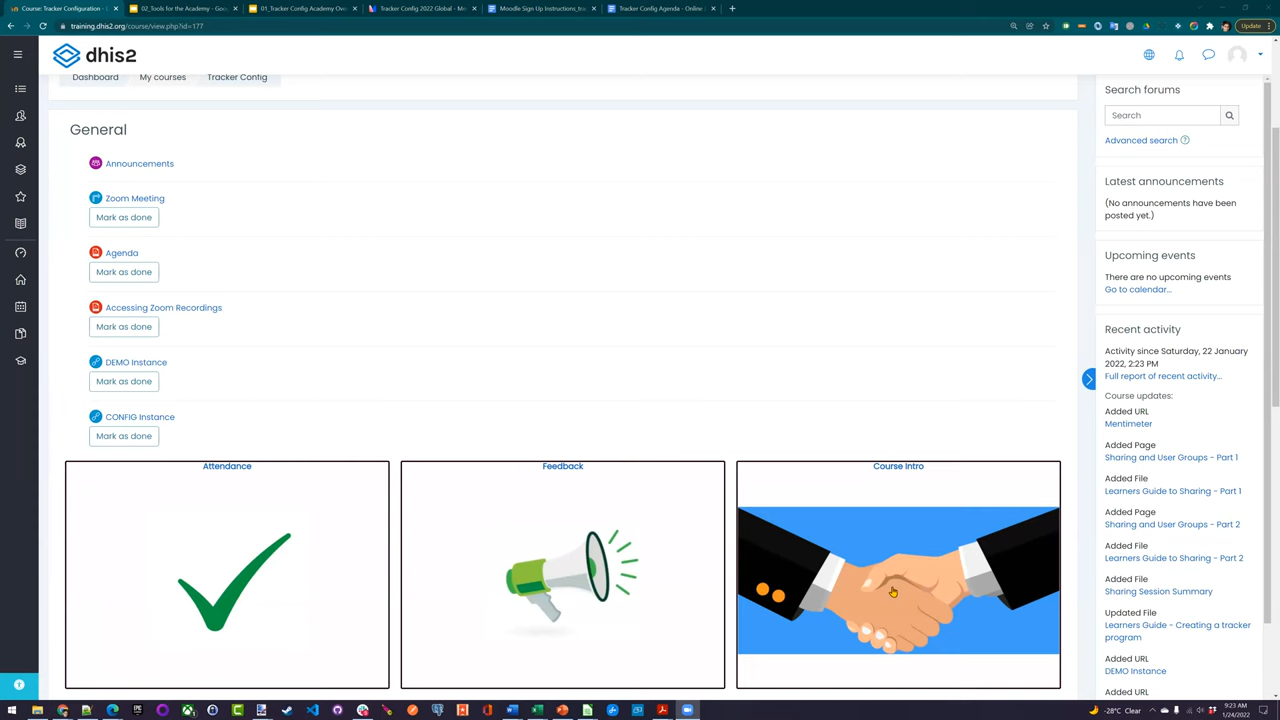 Course: Tracker Configuration -
02_Tools for the Academy - Goo
01_Tracker Config Academy Ove
Tracker Config 2022 Global - Me
Moodle Sign Up Instructions_tra
Tracker Config Agenda - Online
training.dhis2.org/course/view.php?id=177
Update
dhis2
Dashboard
My courses
Tracker Config
General
Announcements
Zoom Meeting
Mark as done
Agenda
Mark as done
Accessing Zoom Recordings
Mark as done
DEMO Instance
Mark as done
CONFIG Instance
Mark as done
Attendance
Feedback
Course Intro
Search forums
Search
Advanced search
Latest announcements
(No announcements have been
posted yet.)
Upcoming events
There are no upcoming events
Go to calendar...
Recent activity
Activity since Saturday, 22 January
2022, 2:23 PM
Full report of recent activity...
Course updates:
Added URL
Mentimeter
Added Page
Sharing and User Groups - Part 1
Added File
Learners Guide to Sharing - Part 1
Added Page
Sharing and User Groups - Part 2
Added File
Learners Guide to Sharing - Part 2
Added File
Sharing Session Summary
Updated File
Learners Guide - Creating a tracker
program
Added URL
DEMO Instance
Added URL
-28°C Clear
9:23 AM
1/24/2022